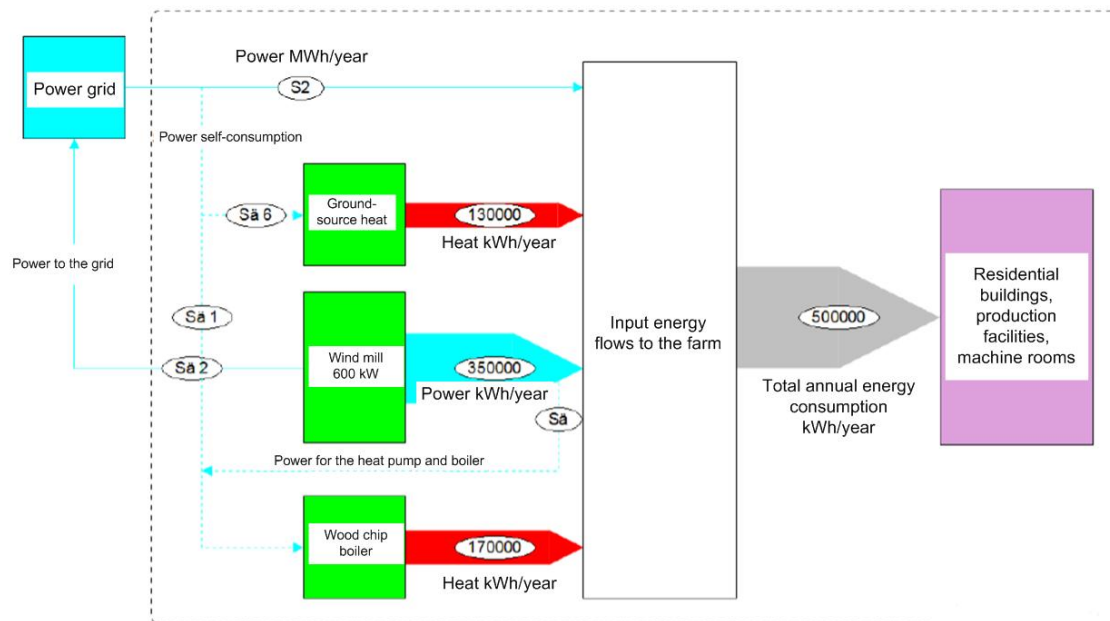 Power MWh/year
S2
Power grid
Power self-consumption
Ground-
source heat
Sä 6
130000
Heat kWh/year
Power to the grid
Sä 1
Sä 2
Wind mill
600 kW
350000
Power kWh/year
Sä
Power for the heat pump and boiler
Wood chip
boiler
170000
Heat kWh/year
Input energy
flows to the farm
500000
Total annual energy
consumption
kWh/year
Residential
buildings,
production
facilities,
machine rooms